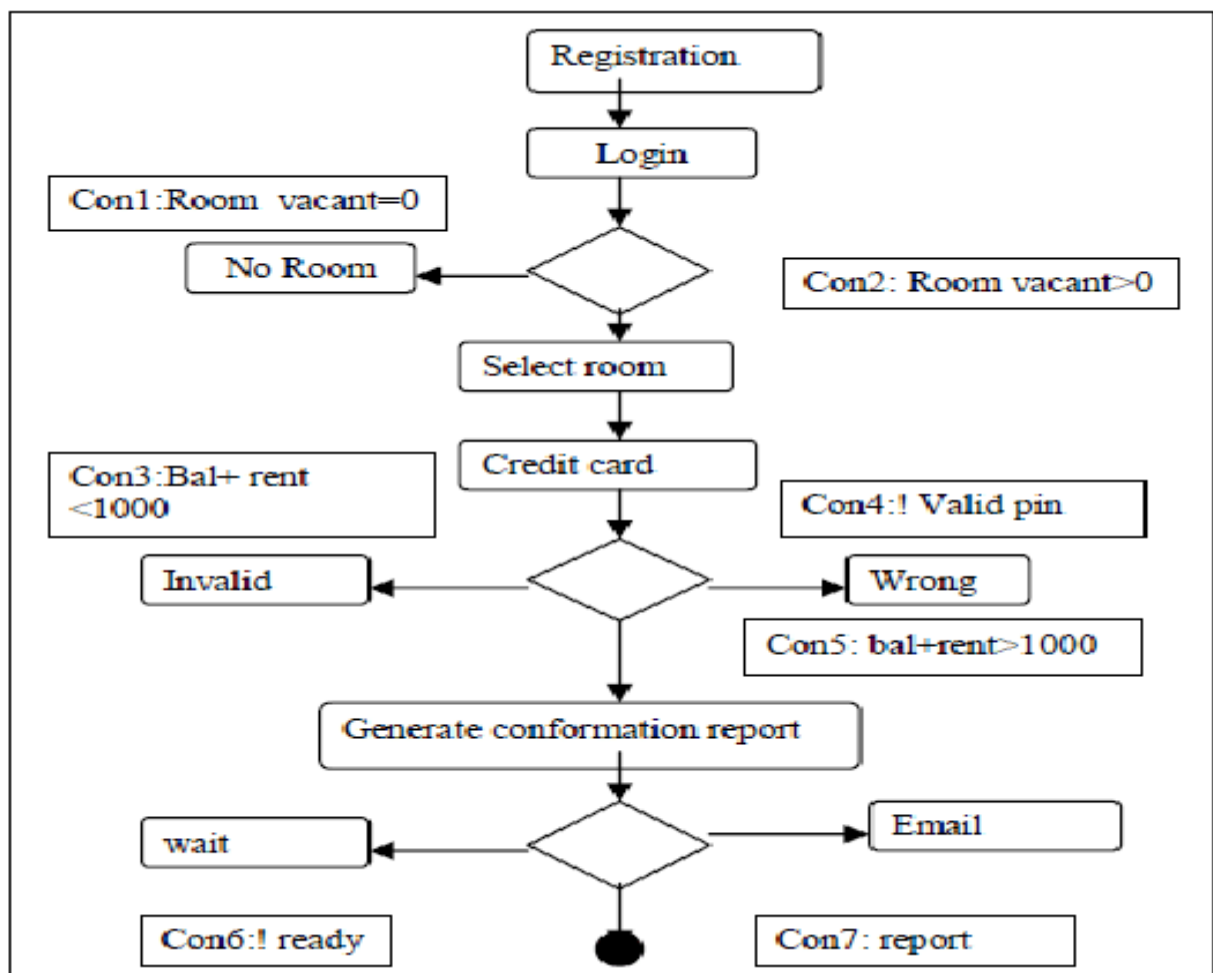 Registration
Login
Con1:Room vacant=0
No Room
Con2: Room vacant>0
Select room
Credit card
Con3:Bal+ rent
<1000
Con4:! Valid pin
Invalid
Wrong
Con5: bal+rent>1000
Generate conformation report
wait
Email
Con6:! ready
Con7: report